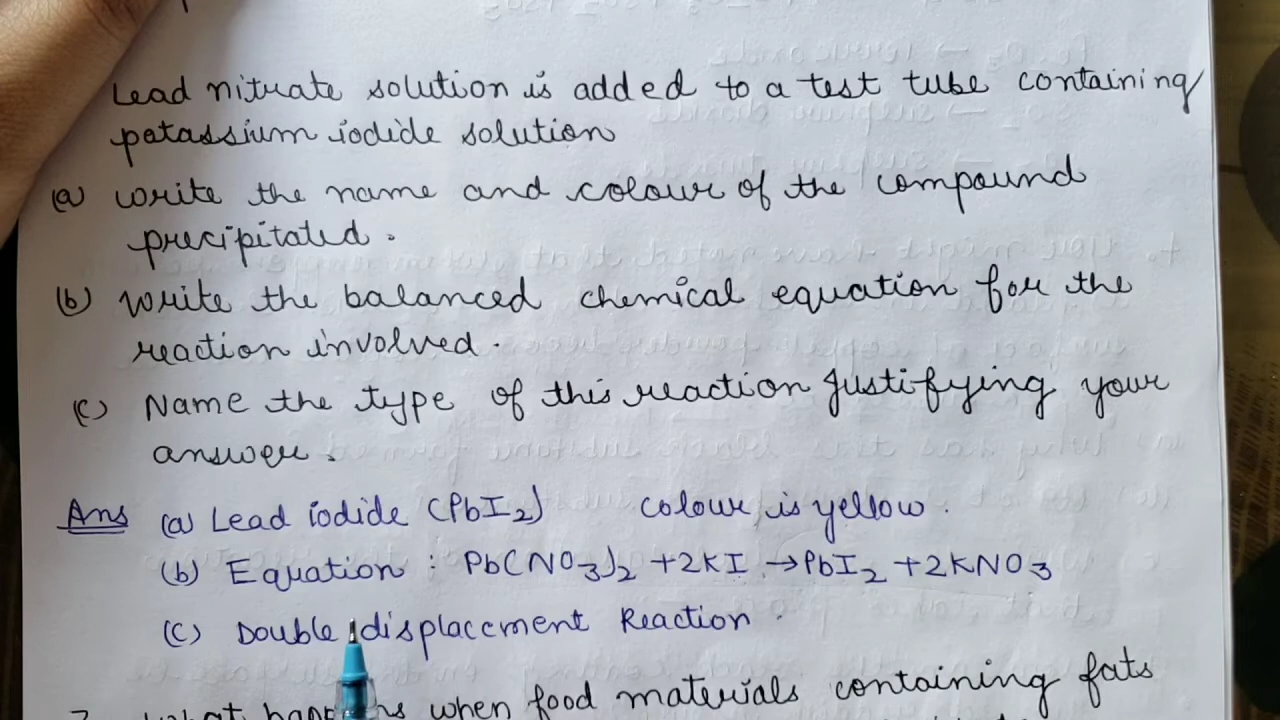 Lead nitrate solution is added to a test tube containing
potassium iodide solution
(a) write the name and colour of the compound
precipitated.
(b) Write the balanced chemical equation for the
reaction involved.
(c) Name the type of this reaction Justifying your
answer.
Ans (a) Lead iodide (PbI2) colour is yellow.
(b) Equation : Pb(NO3)2 +2KI → PbI2 +2KNO3
(C) Double displacement Reaction.
when food materials containing fats